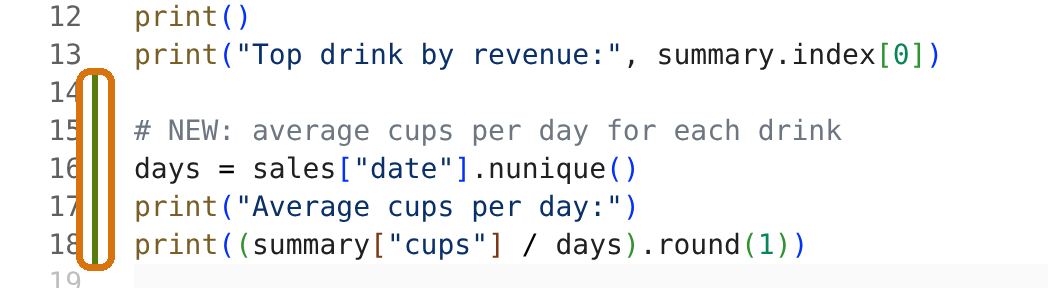 12 print()
13 print("Top drink by revenue:", summary.index[0])
14
15 # NEW: average cups per day for each drink
16 days = sales["date"].nunique()
17 print("Average cups per day:")
18 print((summary["cups"] / days).round(1))
19